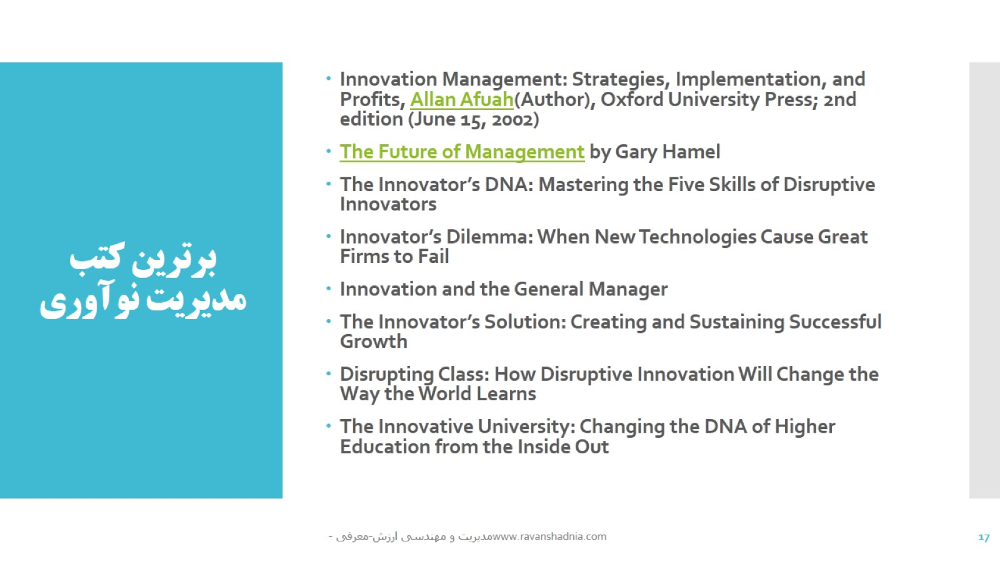 برترین کتب
مدیریت نوآوری
• Innovation Management: Strategies, Implementation, and
Profits, Allan Afuah(Author), Oxford University Press; 2nd
edition (June 15, 2002)
• The Future of Management by Gary Hamel
• The Innovator’s DNA: Mastering the Five Skills of Disruptive
Innovators
• Innovator’s Dilemma: When New Technologies Cause Great
Firms to Fail
• Innovation and the General Manager
• The Innovator’s Solution: Creating and Sustaining Successful
Growth
• Disrupting Class: How Disruptive Innovation Will Change the
Way the World Learns
• The Innovative University: Changing the DNA of Higher
Education from the Inside Out
www.ravanshadnia.comمدیریت و مهندسی ارزش-معرفی -
17